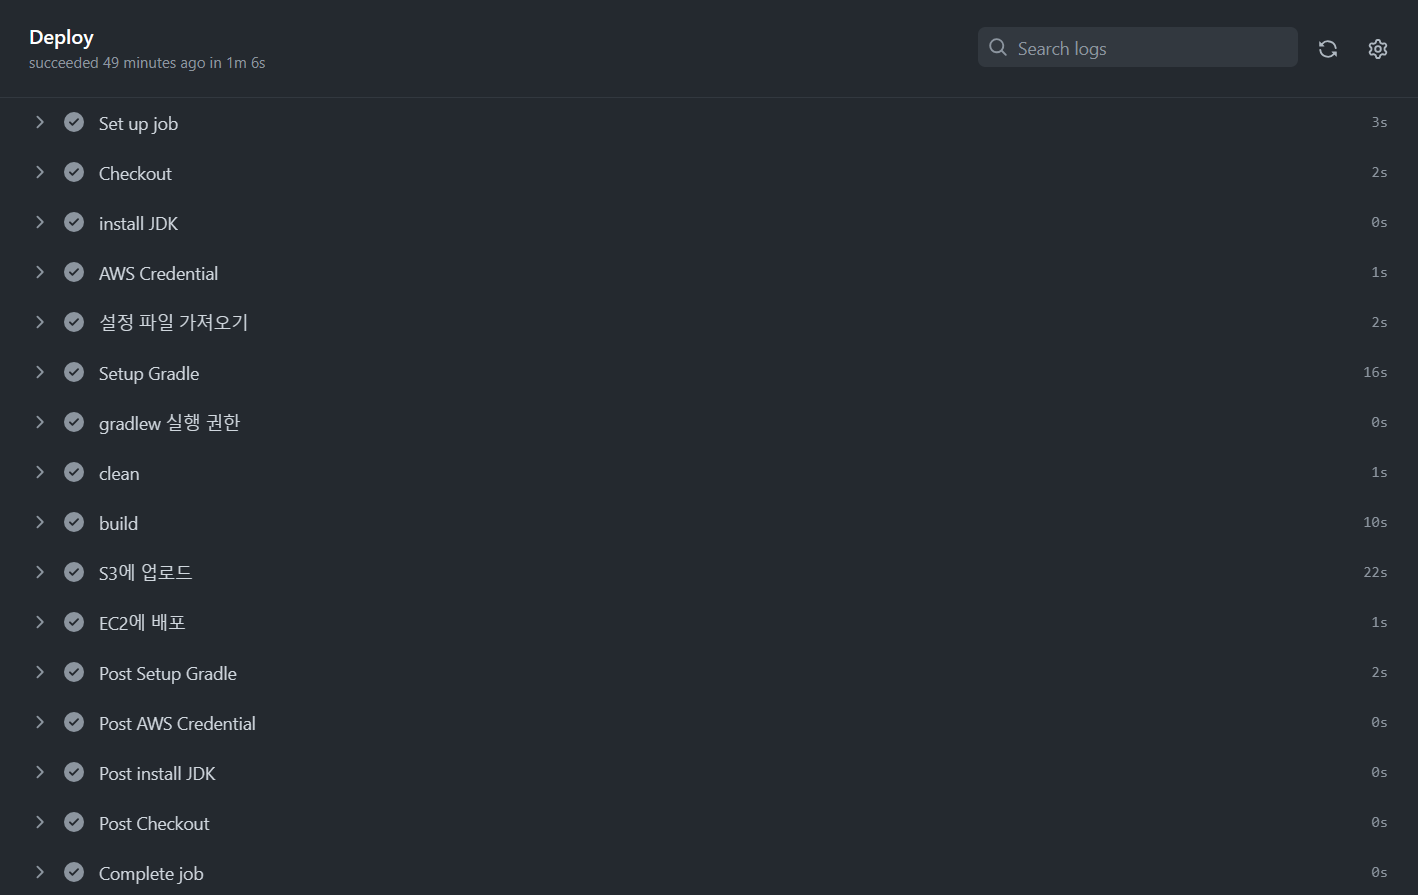 Deploy
succeeded 49 minutes ago in 1m 6s
Search logs
Set up job 3s
Checkout 2s
install JDK 0s
AWS Credential 1s
설정 파일 가져오기 2s
Setup Gradle 16s
gradlew 실행 권한 0s
clean 1s
build 10s
S3에 업로드 22s
EC2에 배포 1s
Post Setup Gradle 2s
Post AWS Credential 0s
Post install JDK 0s
Post Checkout 0s
Complete job 0s